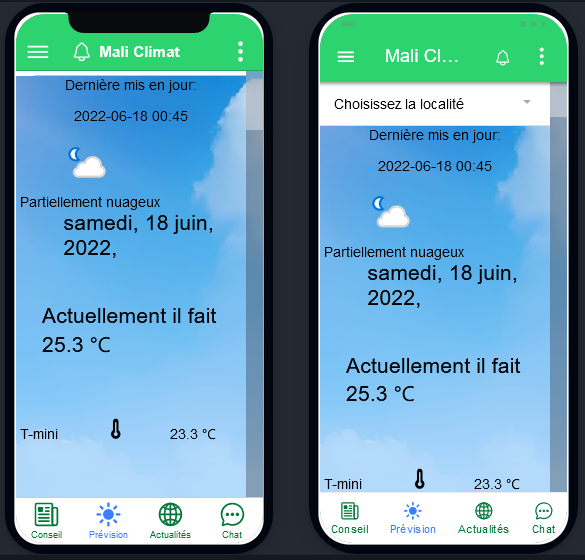 Mali Climat
Dernière mis en jour:
2022-06-18 00:45
Partiellement nuageux
samedi, 18 juin,
2022,
Actuellement il fait
25.3 °C
T-mini 23.3 °C
Conseil Prévision Actualités Chat
Mali Cl...
Choisissez la localité
Dernière mis en jour:
2022-06-18 00:45
Partiellement nuageux
samedi, 18 juin,
2022,
Actuellement il fait
25.3 °C
T-mini 23.3 °C
Conseil Prévision Actualités Chat